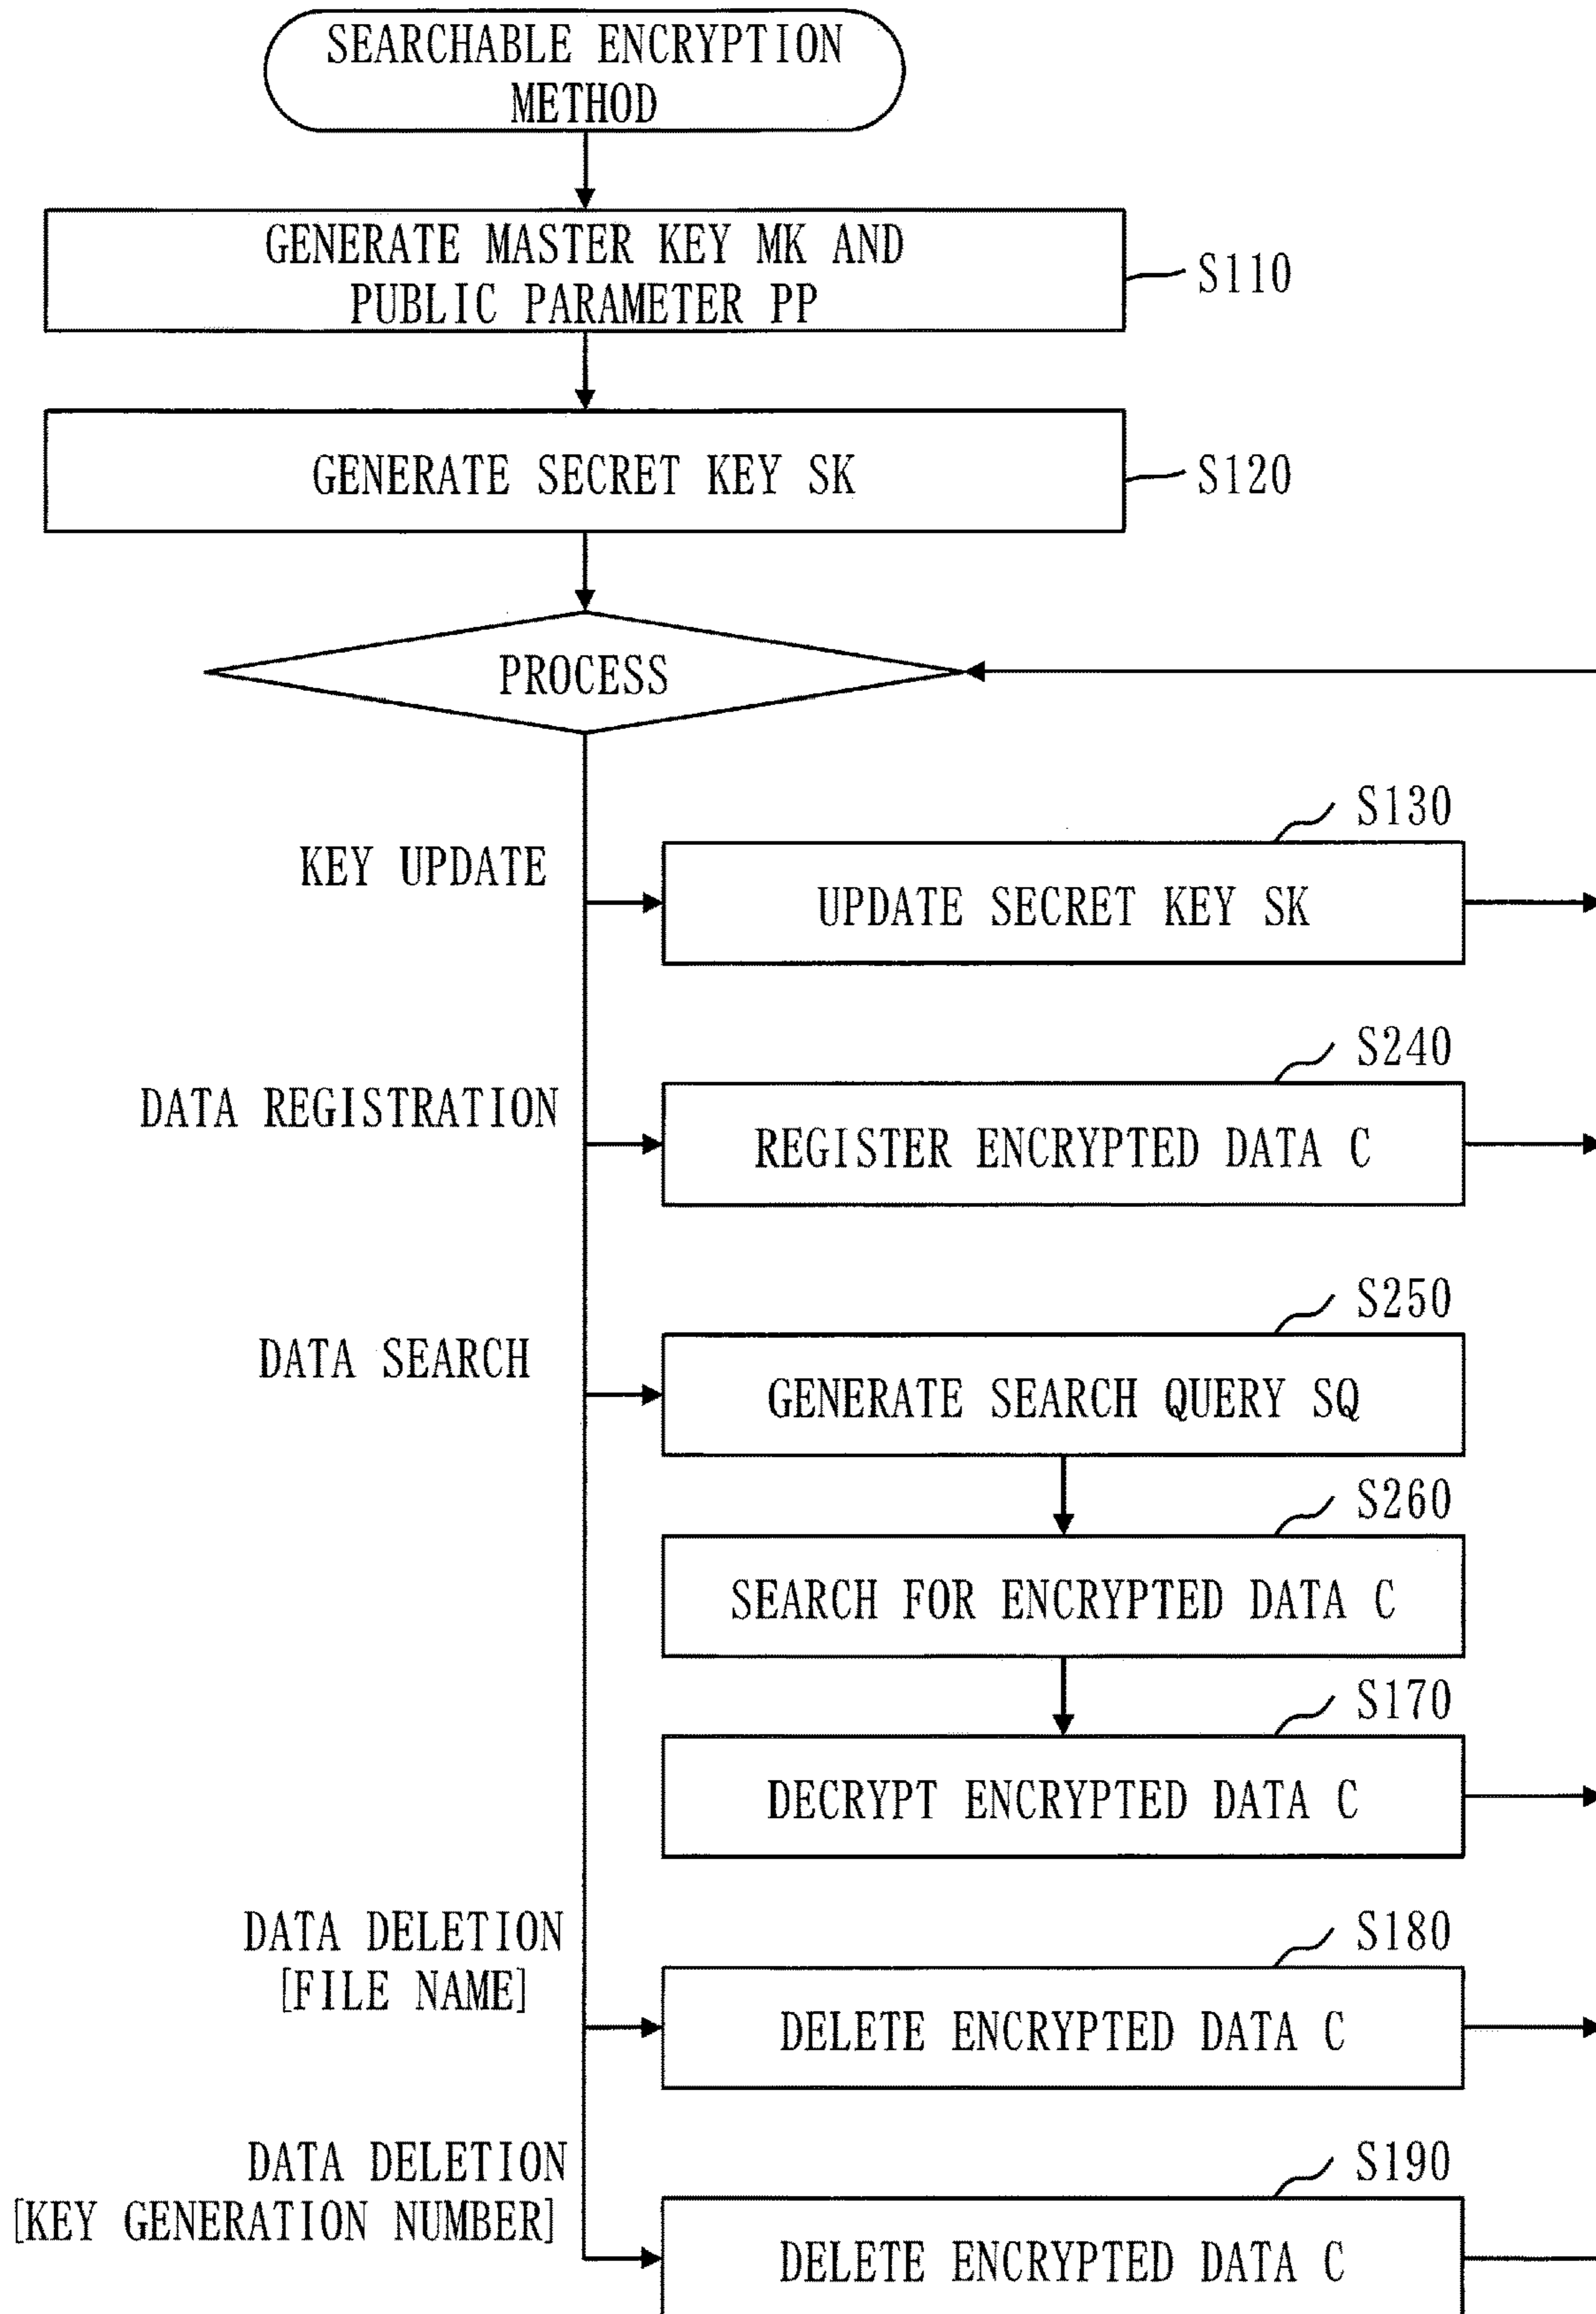 SEARCHABLE ENCRYPTION
METHOD
GENERATE MASTER KEY MK AND
PUBLIC PARAMETER PP
S110
GENERATE SECRET KEY SK
S120
PROCESS
S130
KEY UPDATE
UPDATE SECRET KEY SK
S240
DATA REGISTRATION
REGISTER ENCRYPTED DATA C
S250
DATA SEARCH
GENERATE SEARCH QUERY SQ
S260
SEARCH FOR ENCRYPTED DATA C
S170
DECRYPT ENCRYPTED DATA C
S180
DATA DELETION
[FILE NAME]
DELETE ENCRYPTED DATA C
S190
DATA DELETION
[KEY GENERATION NUMBER]
DELETE ENCRYPTED DATA C